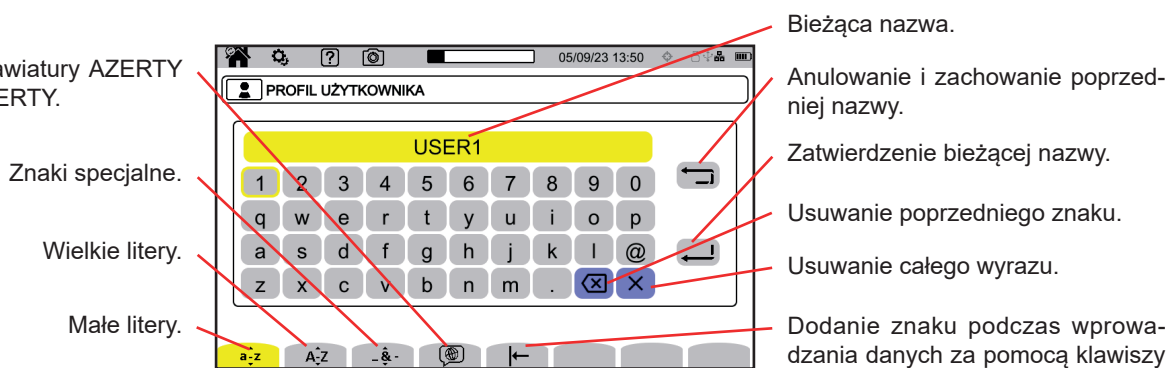 Bieżąca nazwa.
awiatury AZERTY
ERTY.
Znaki specjalne.
Wielkie litery.
Małe litery.
?
05/09/23 13:50
PROFIL UŻYTKOWNIKA
USER1
1 2 3 4 5 6 7 8 9 0
q w e r t y u i o p
a s d f g h j k l @
z x c v b n m .
a-z A-Z _&-
Anulowanie i zachowanie poprzed-
niej nazwy.
Zatwierdzenie bieżącej nazwy.
Usuwanie poprzedniego znaku.
Usuwanie całego wyrazu.
Dodanie znaku podczas wprowa-
dzania danych za pomocą klawiszy